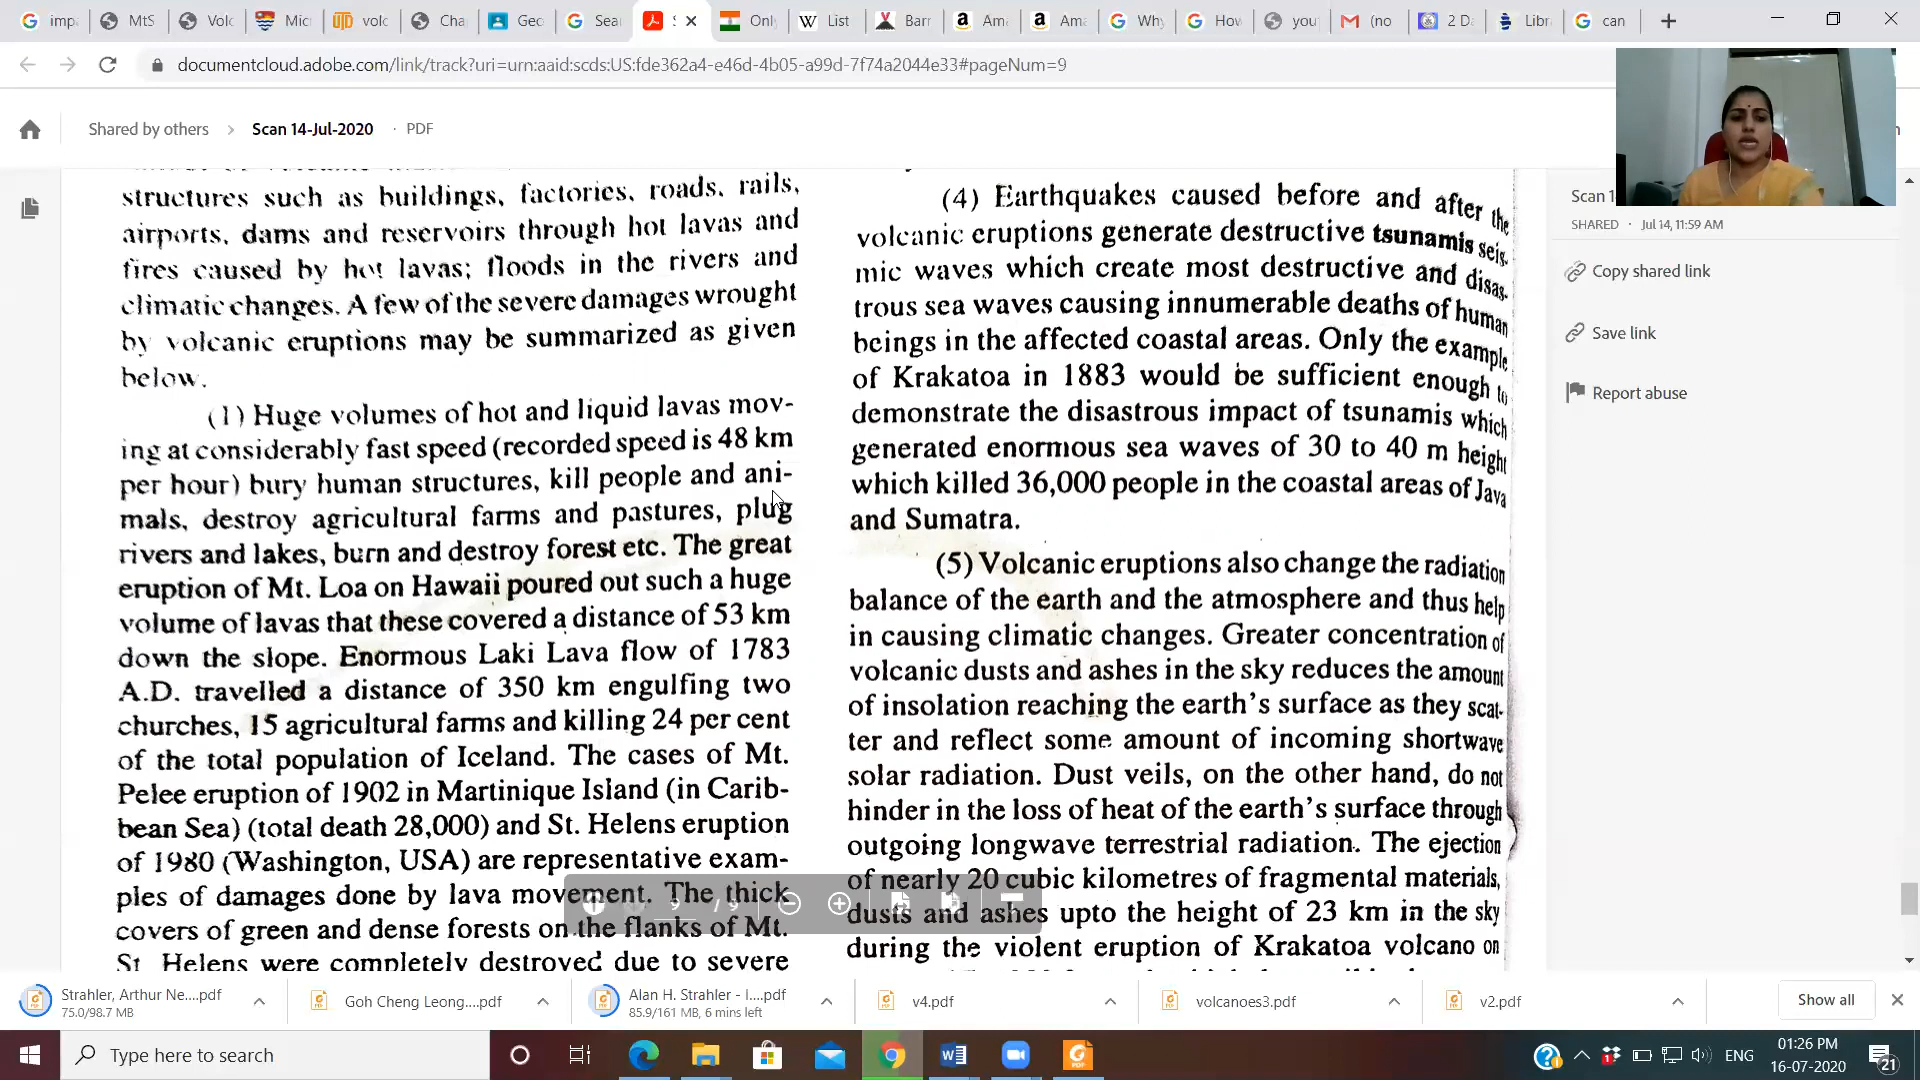 impa
MtS
Volc
Micr
volc
Cha
Geo
Sea
S
Onl
List
Barr
Ama
Ama
Why
How
you
(no
2 Da
Libr
can
documentcloud.adobe.com/link/track?uri=urn:aaid:scds:US:fde362a4-e46d-4b05-a99d-7f74a2044e33#pageNum=9
Shared by others > Scan 14-Jul-2020 · PDF
structures such as buildings, factories, roads, rails,
airports, dams and reservoirs through hot lavas and
fires caused by hot lavas; floods in the rivers and
climatic changes. A few of the severe damages wrought
by volcanic eruptions may be summarized as given
below.
(1) Huge volumes of hot and liquid lavas mov-
ing at considerably fast speed (recorded speed is 48 km
per hour) bury human structures, kill people and ani-
mals, destroy agricultural farms and pastures, plug
rivers and lakes, burn and destroy forest etc. The great
eruption of Mt. Loa on Hawaii poured out such a huge
volume of lavas that these covered a distance of 53 km
down the slope. Enormous Laki Lava flow of 1783
A.D. travelled a distance of 350 km engulfing two
churches, 15 agricultural farms and killing 24 per cent
of the total population of Iceland. The cases of Mt.
Pelee eruption of 1902 in Martinique Island (in Carib-
bean Sea) (total death 28,000) and St. Helens eruption
of 1980 (Washington, USA) are representative exam-
ples of damages done by lava movement. The thick
covers of green and dense forests on the flanks of Mt.
St. Helens were completely destroyed due to severe
(4) Earthquakes caused before and after the
volcanic eruptions generate destructive tsunamis seis-
mic waves which create most destructive and disas-
trous sea waves causing innumerable deaths of human
beings in the affected coastal areas. Only the example
of Krakatoa in 1883 would be sufficient enough to
demonstrate the disastrous impact of tsunamis which
generated enormous sea waves of 30 to 40 m height
which killed 36,000 people in the coastal areas of Java
and Sumatra.
(5) Volcanic eruptions also change the radiation
balance of the earth and the atmosphere and thus help
in causing climatic changes. Greater concentration of
volcanic dusts and ashes in the sky reduces the amount
of insolation reaching the earth's surface as they scat-
ter and reflect some amount of incoming shortwave
solar radiation. Dust veils, on the other hand, do not
hinder in the loss of heat of the earth's surface through
outgoing longwave terrestrial radiation. The ejection
of nearly 20 cubic kilometres of fragmental materials,
dusts and ashes upto the height of 23 km in the sky
during the violent eruption of Krakatoa volcano on
9 / 9
Scan 1
SHARED · Jul 14, 11:59 AM
Copy shared link
Save link
Report abuse
Strahler, Arthur Ne....pdf
75.0/98.7 MB
Goh Cheng Leong....pdf
Alan H. Strahler - I....pdf
85.9/161 MB, 6 mins left
v4.pdf
volcanoes3.pdf
v2.pdf
Show all
Type here to search
ENG
01:26 PM
16-07-2020
21